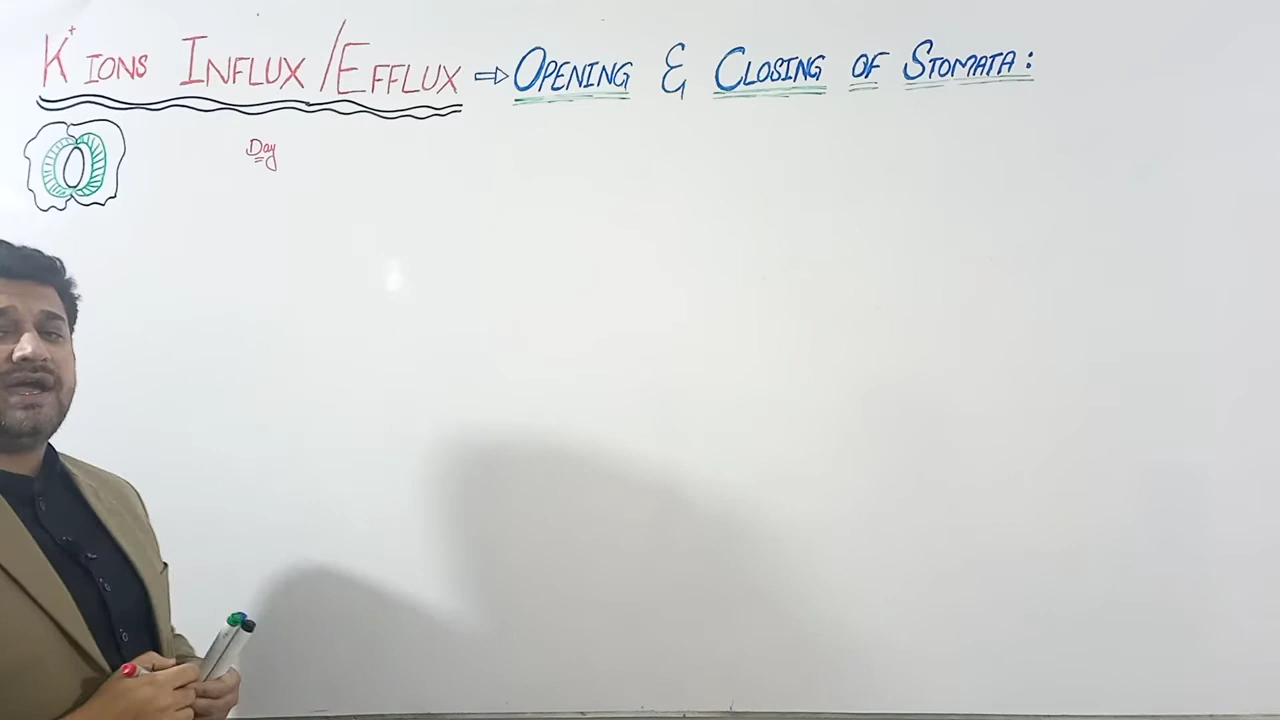 K⁺ IONS INFLUX/EFFLUX ⇒ OPENING & CLOSING OF STOMATA:
Day